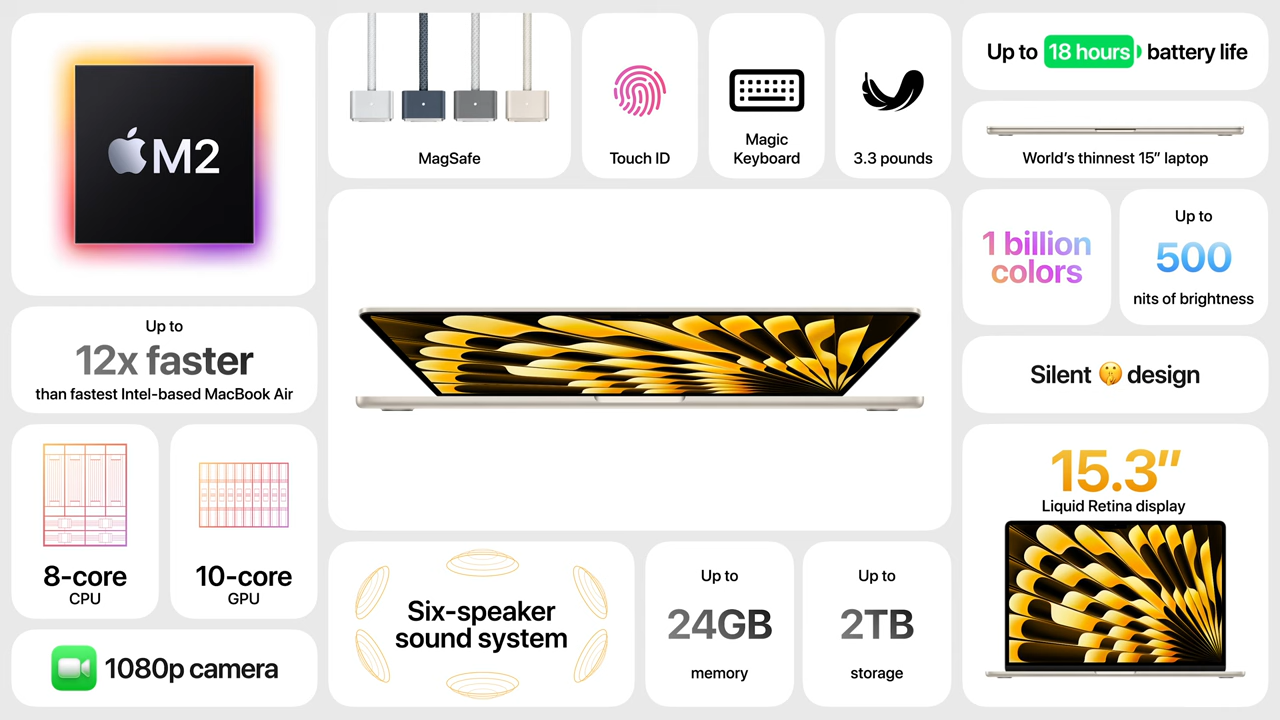 M2
Up to
12x faster
than fastest Intel-based MacBook Air
8-core
CPU
10-core
GPU
1080p camera
MagSafe
Touch ID
Magic
Keyboard
3.3 pounds
Six-speaker
sound system
Up to
24GB
memory
Up to
2TB
storage
Up to 18 hours battery life
World’s thinnest 15” laptop
1 billion
colors
Up to
500
nits of brightness
Silent 🤫 design
15.3”
Liquid Retina display